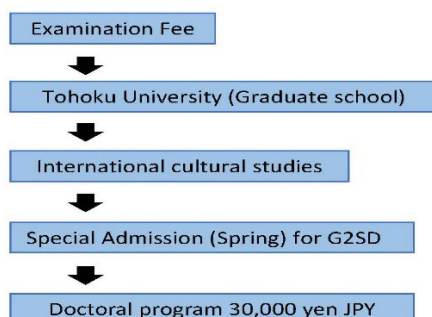 Examination Fee
Tohoku University (Graduate school)
International cultural studies
Special Admission (Spring) for G2SD
Doctoral program 30,000 yen JPY